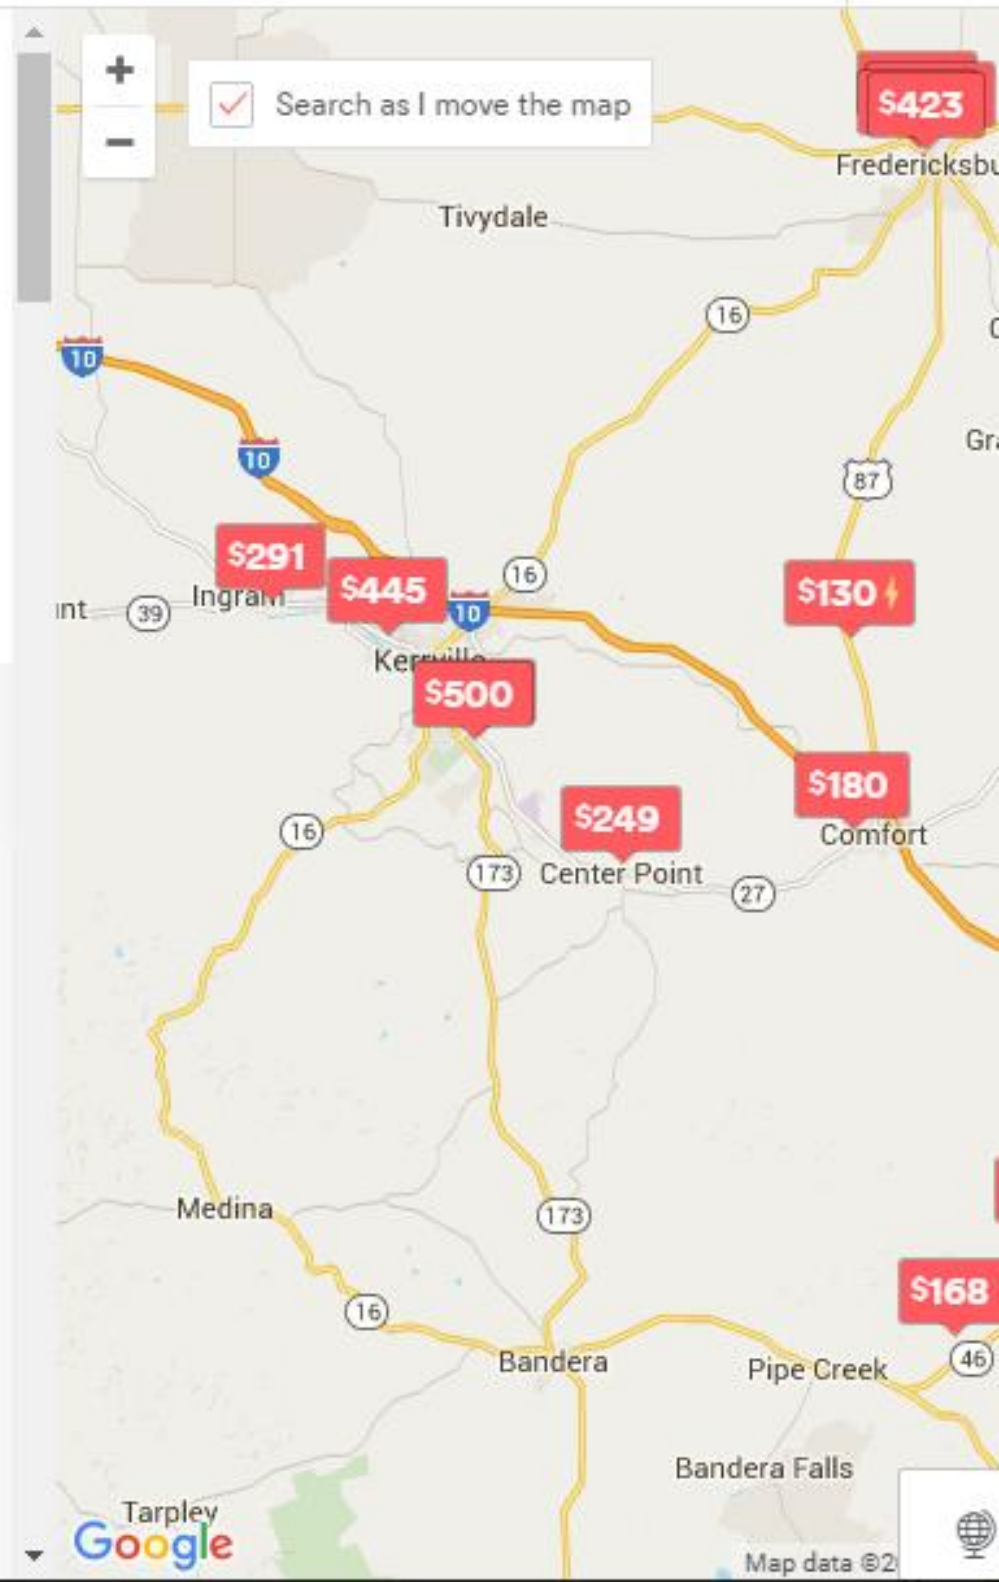 +
−
Search as I move the map
$423
Fredericksbu
Tivydale
16
10
Gra
10
87
$291
$445
16
$130
Ingram
int
39
10
Kerrville
$500
$180
$249
16
Comfort
173
Center Point
27
Medina
173
$168
16
46
Bandera
Pipe Creek
Bandera Falls
Tarpley
Google
Map data ©2